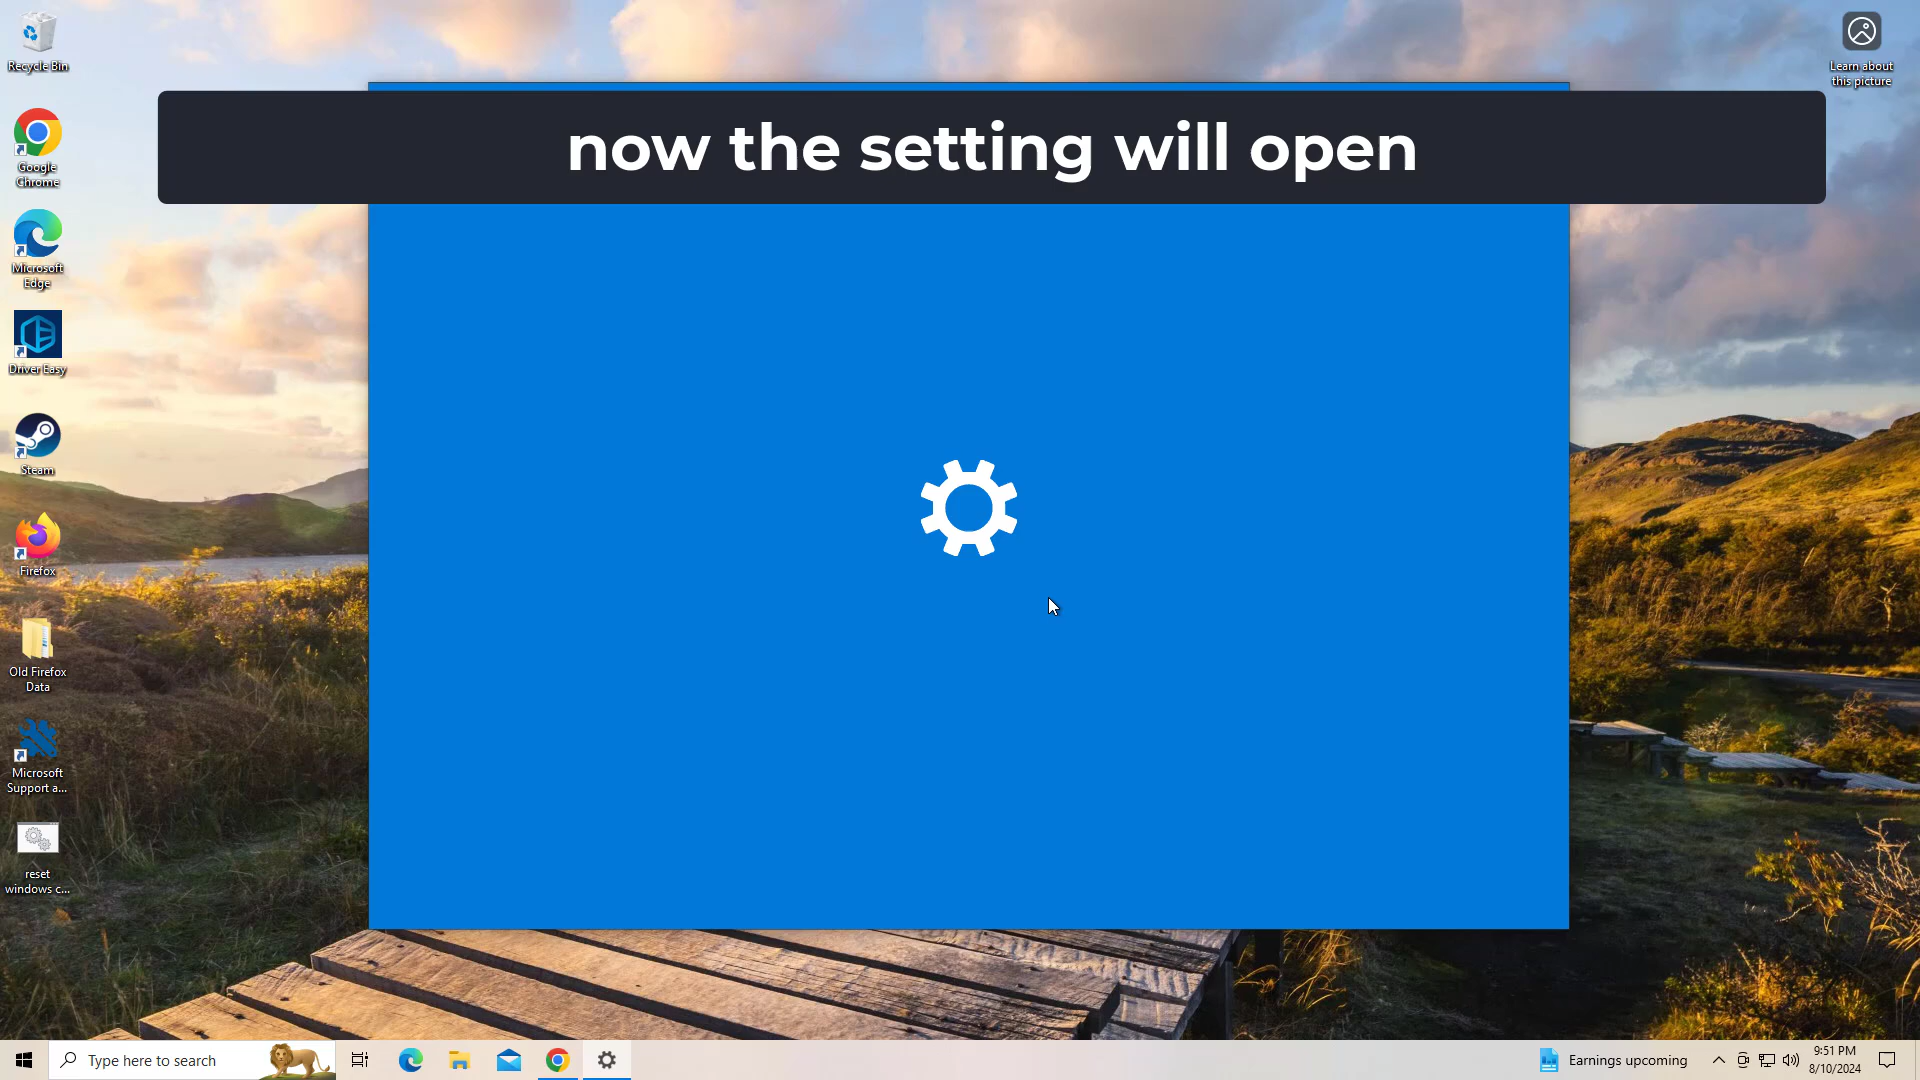 Recycle Bin
Learn about
this picture
now the setting will open
Google
Chrome
Microsoft
Edge
Driver Easy
Steam
Firefox
Old Firefox
Data
Microsoft
Support a...
reset
windows c...
Type here to search
Earnings upcoming
9:51 PM
8/10/2024